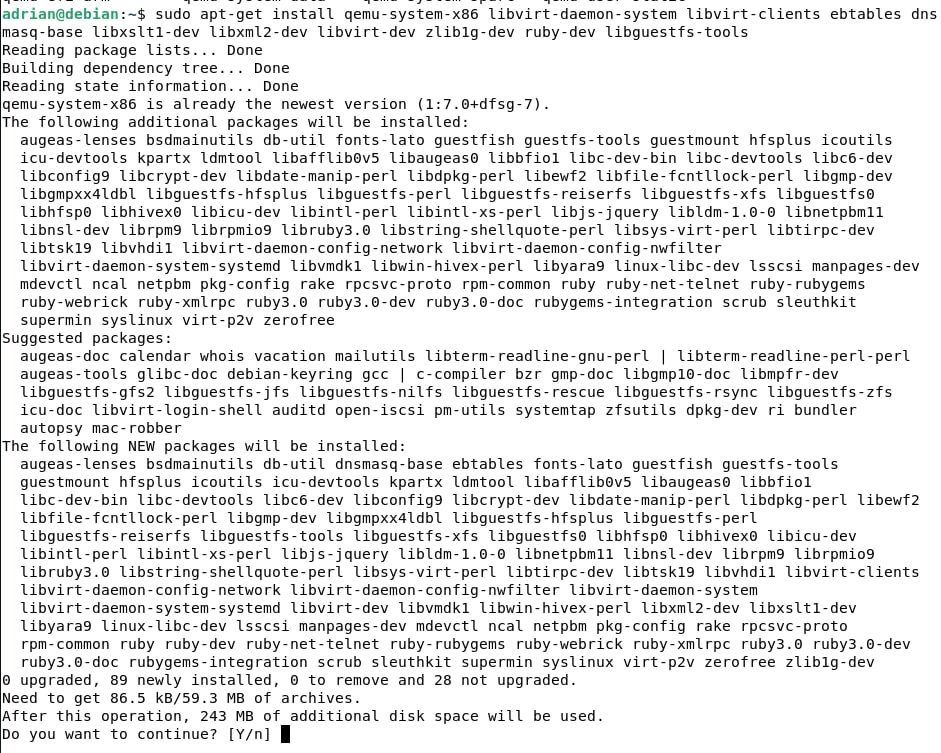 adrian@debian:~$ sudo apt-get install qemu-system-x86 libvirt-daemon-system libvirt-clients ebtables dns
masq-base libxslt1-dev libxml2-dev libvirt-dev zlib1g-dev ruby-dev libguestfs-tools
Reading package lists... Done
Building dependency tree... Done
Reading state information... Done
qemu-system-x86 is already the newest version (1:7.0+dfsg-7).
The following additional packages will be installed:
  augeas-lenses bsdmainutils db-util fonts-lato guestfish guestfs-tools guestmount hfsplus icoutils
  icu-devtools kpartx ldmtool libafflib0v5 libaugeas0 libbfio1 libc-dev-bin libc-devtools libc6-dev
  libconfig9 libcrypt-dev libdate-manip-perl libdpkg-perl libewf2 libfile-fcntllock-perl libgmp-dev
  libgmpxx4ldbl libguestfs-hfsplus libguestfs-perl libguestfs-reiserfs libguestfs-xfs libguestfs0
  libhfsp0 libhivex0 libicu-dev libintl-perl libintl-xs-perl libjs-jquery libldm-1.0-0 libnetpbm11
  libnsl-dev librpm9 librpmio9 libruby3.0 libstring-shellquote-perl libsys-virt-perl libtirpc-dev
  libtsk19 libvhdi1 libvirt-daemon-config-network libvirt-daemon-config-nwfilter
  libvirt-daemon-system-systemd libvmdk1 libwin-hivex-perl libyara9 linux-libc-dev lsscsi manpages-dev
  mdevctl ncal netpbm pkg-config rake rpcsvc-proto rpm-common ruby ruby-net-telnet ruby-rubygems
  ruby-webrick ruby-xmlrpc ruby3.0 ruby3.0-dev ruby3.0-doc rubygems-integration scrub sleuthkit
  supermin syslinux virt-p2v zerofree
Suggested packages:
  augeas-doc calendar whois vacation mailutils libterm-readline-gnu-perl | libterm-readline-perl-perl
  augeas-tools glibc-doc debian-keyring gcc | c-compiler bzr gmp-doc libgmp10-doc libmpfr-dev
  libguestfs-gfs2 libguestfs-jfs libguestfs-nilfs libguestfs-rescue libguestfs-rsync libguestfs-zfs
  icu-doc libvirt-login-shell auditd open-iscsi pm-utils systemtap zfsutils dpkg-dev ri bundler
  autopsy mac-robber
The following NEW packages will be installed:
  augeas-lenses bsdmainutils db-util dnsmasq-base ebtables fonts-lato guestfish guestfs-tools
  guestmount hfsplus icoutils icu-devtools kpartx ldmtool libafflib0v5 libaugeas0 libbfio1
  libc-dev-bin libc-devtools libc6-dev libconfig9 libcrypt-dev libdate-manip-perl libdpkg-perl libewf2
  libfile-fcntllock-perl libgmp-dev libgmpxx4ldbl libguestfs-hfsplus libguestfs-perl
  libguestfs-reiserfs libguestfs-tools libguestfs-xfs libguestfs0 libhfsp0 libhivex0 libicu-dev
  libintl-perl libintl-xs-perl libjs-jquery libldm-1.0-0 libnetpbm11 libnsl-dev librpm9 librpmio9
  libruby3.0 libstring-shellquote-perl libsys-virt-perl libtirpc-dev libtsk19 libvhdi1 libvirt-clients
  libvirt-daemon-config-network libvirt-daemon-config-nwfilter libvirt-daemon-system
  libvirt-daemon-system-systemd libvirt-dev libvmdk1 libwin-hivex-perl libxml2-dev libxslt1-dev
  libyara9 linux-libc-dev lsscsi manpages-dev mdevctl ncal netpbm pkg-config rake rpcsvc-proto
  rpm-common ruby ruby-dev ruby-net-telnet ruby-rubygems ruby-webrick ruby-xmlrpc ruby3.0 ruby3.0-dev
  ruby3.0-doc rubygems-integration scrub sleuthkit supermin syslinux virt-p2v zerofree zlib1g-dev
0 upgraded, 89 newly installed, 0 to remove and 28 not upgraded.
Need to get 86.5 kB/59.3 MB of archives.
After this operation, 243 MB of additional disk space will be used.
Do you want to continue? [Y/n]